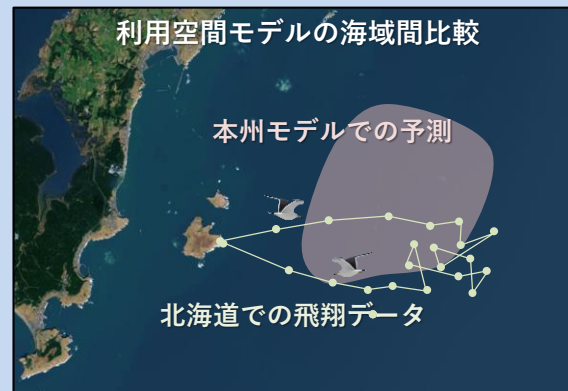 利用空間モデルの海域間比較
本州モデルでの予測
北海道での飛翔データ